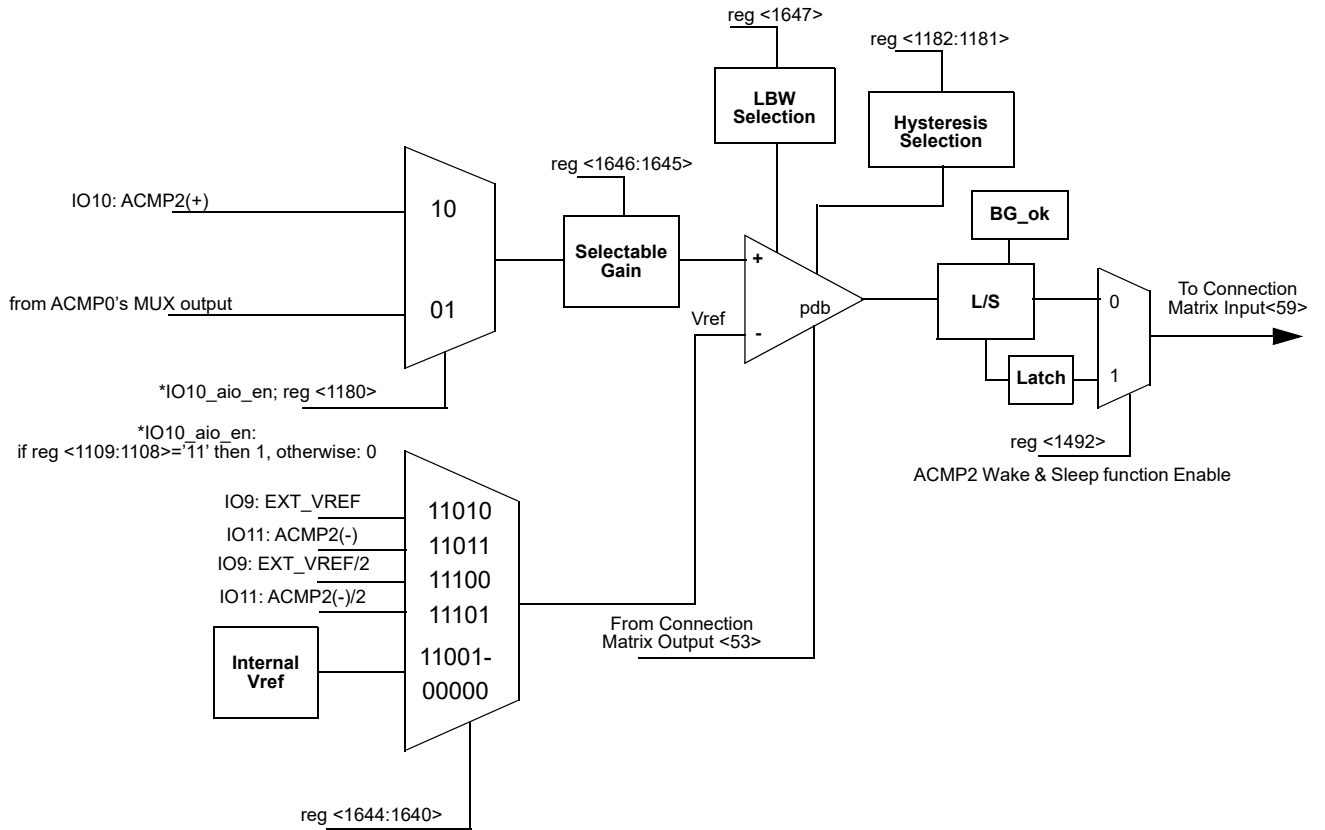 reg <1647>
reg <1182:1181>
LBW
Selection
Hysteresis
Selection
reg <1646:1645>
IO10: ACMP2(+)
10
BG_ok
Selectable
Gain
+
from ACMP0's MUX output
01
Vref
-
pdb
L/S
0
To Connection
Matrix Input<59>
Latch
1
*IO10_aio_en; reg <1180>
*IO10_aio_en:
if reg <1109:1108>='11' then 1, otherwise: 0
reg <1492>
ACMP2 Wake & Sleep function Enable
IO9: EXT_VREF
11010
IO11: ACMP2(-)
11011
IO9: EXT_VREF/2
11100
IO11: ACMP2(-)/2
11101
From Connection
Matrix Output <53>
Internal
Vref
11001-
00000
reg <1644:1640>